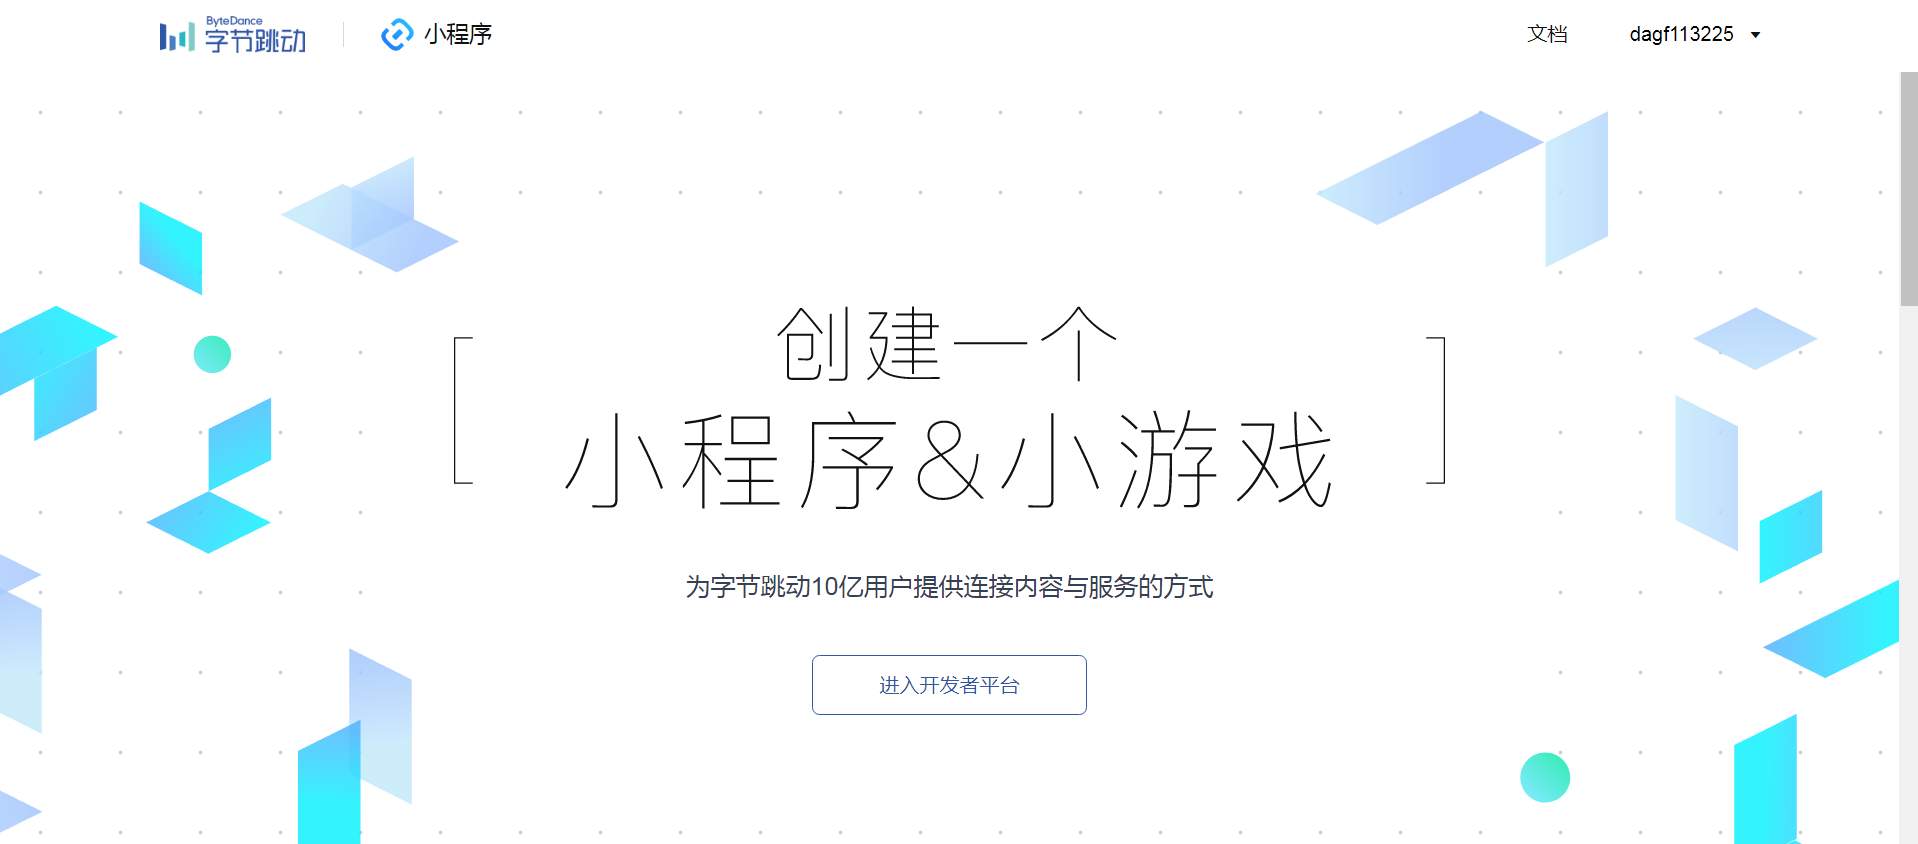 ByteDance
字节跳动
小程序
文档
dagf113225
创建一个
小程序&小游戏
为字节跳动10亿用户提供连接内容与服务的方式
进入开发者平台